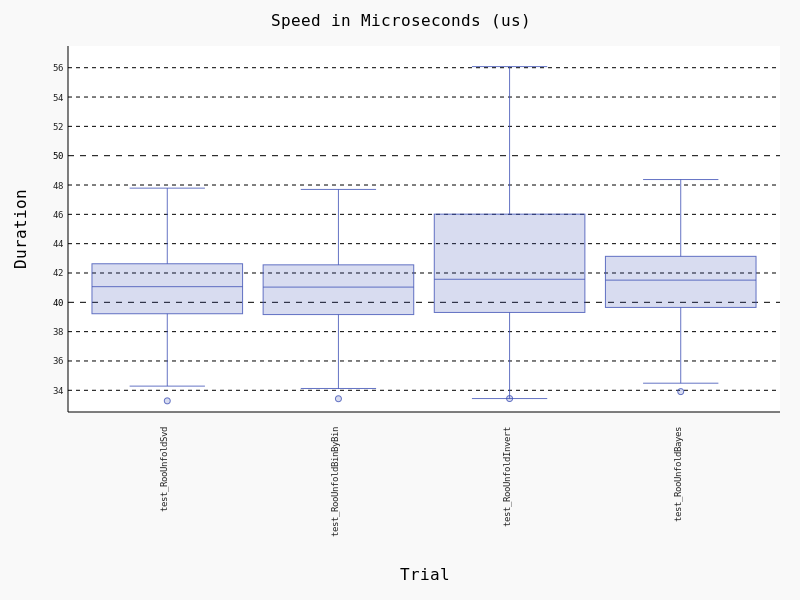 Speed in Microseconds (us)
Duration
56
54
52
50
48
46
44
42
40
38
36
34
test_RooUnfoldSvd
test_RooUnfoldBinByBin
test_RooUnfoldInvert
test_RooUnfoldBayes
Trial